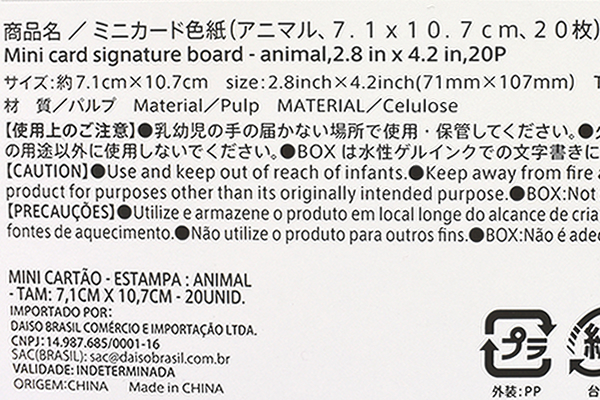 商品名／ミニカード色紙(アニマル、７.１x１０.７cm、２０枚)
Mini card signature board - animal,2.8 in x 4.2 in,20P
サイズ:約7.1cm×10.7cm size:2.8inch×4.2inch(71mm×107mm) T
材 質／パルプ Material／Pulp MATERIAL／Celulose
【使用上のご注意】●乳幼児の手の届かない場所で使用・保管してください。●
の用途以外に使用しないでください。●BOX は水性ゲルインクでの文字書きに
【CAUTION】●Use and keep out of reach of infants.●Keep away from fire a
product for purposes other than its originally intended purpose.●BOX:Not
【PRECAUÇÕES】●Utilize e armazene o produto em local longe do alcance de cria
fontes de aquecimento.●Não utilize o produto para outros fins.●BOX:Não é adec
MINI CARTÃO - ESTAMPA : ANIMAL
- TAM: 7,1CM X 10,7CM - 20UNID.
IMPORTADO POR:
DAISO BRASIL COMÉRCIO E IMPORTAÇÃO LTDA.
CNPJ:14.987.685/0001-16
SAC(BRASIL): sac@daisobrasil.com.br
VALIDADE: INDETERMINADA
ORIGEM:CHINA Made in CHINA
プラ
外装:PP
紙
台